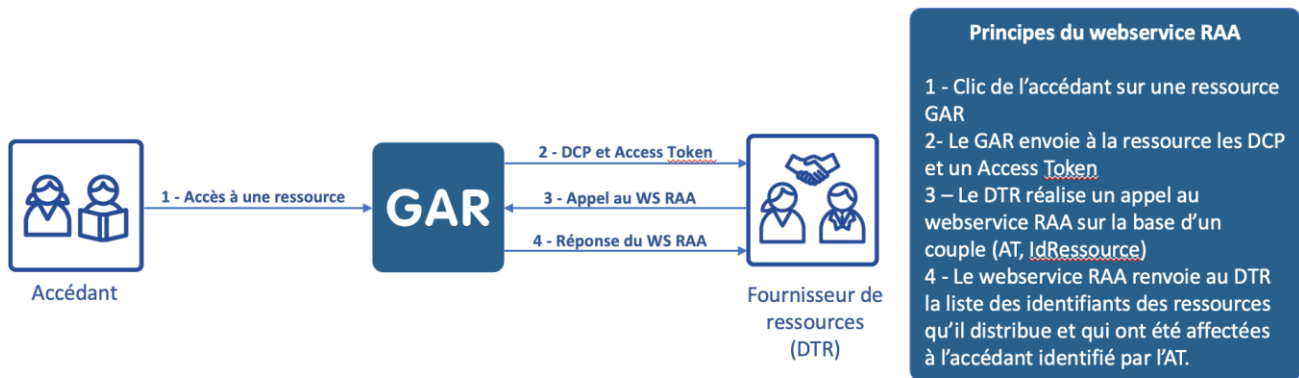 Accédant
1 - Accès à une ressource
GAR
2 - DCP et Access Token
3 - Appel au WS RAA
4 - Réponse du WS RAA
Fournisseur de
ressources
(DTR)
Principes du webservice RAA
1 - Clic de l’accédant sur une ressource
GAR
2- Le GAR envoie à la ressource les DCP
et un Access Token
3 – Le DTR réalise un appel au
webservice RAA sur la base d’un
couple (AT, IdRessource)
4 - Le webservice RAA renvoie au DTR
la liste des identifiants des ressources
qu’il distribue et qui ont été affectées
à l’accédant identifié par l’AT.